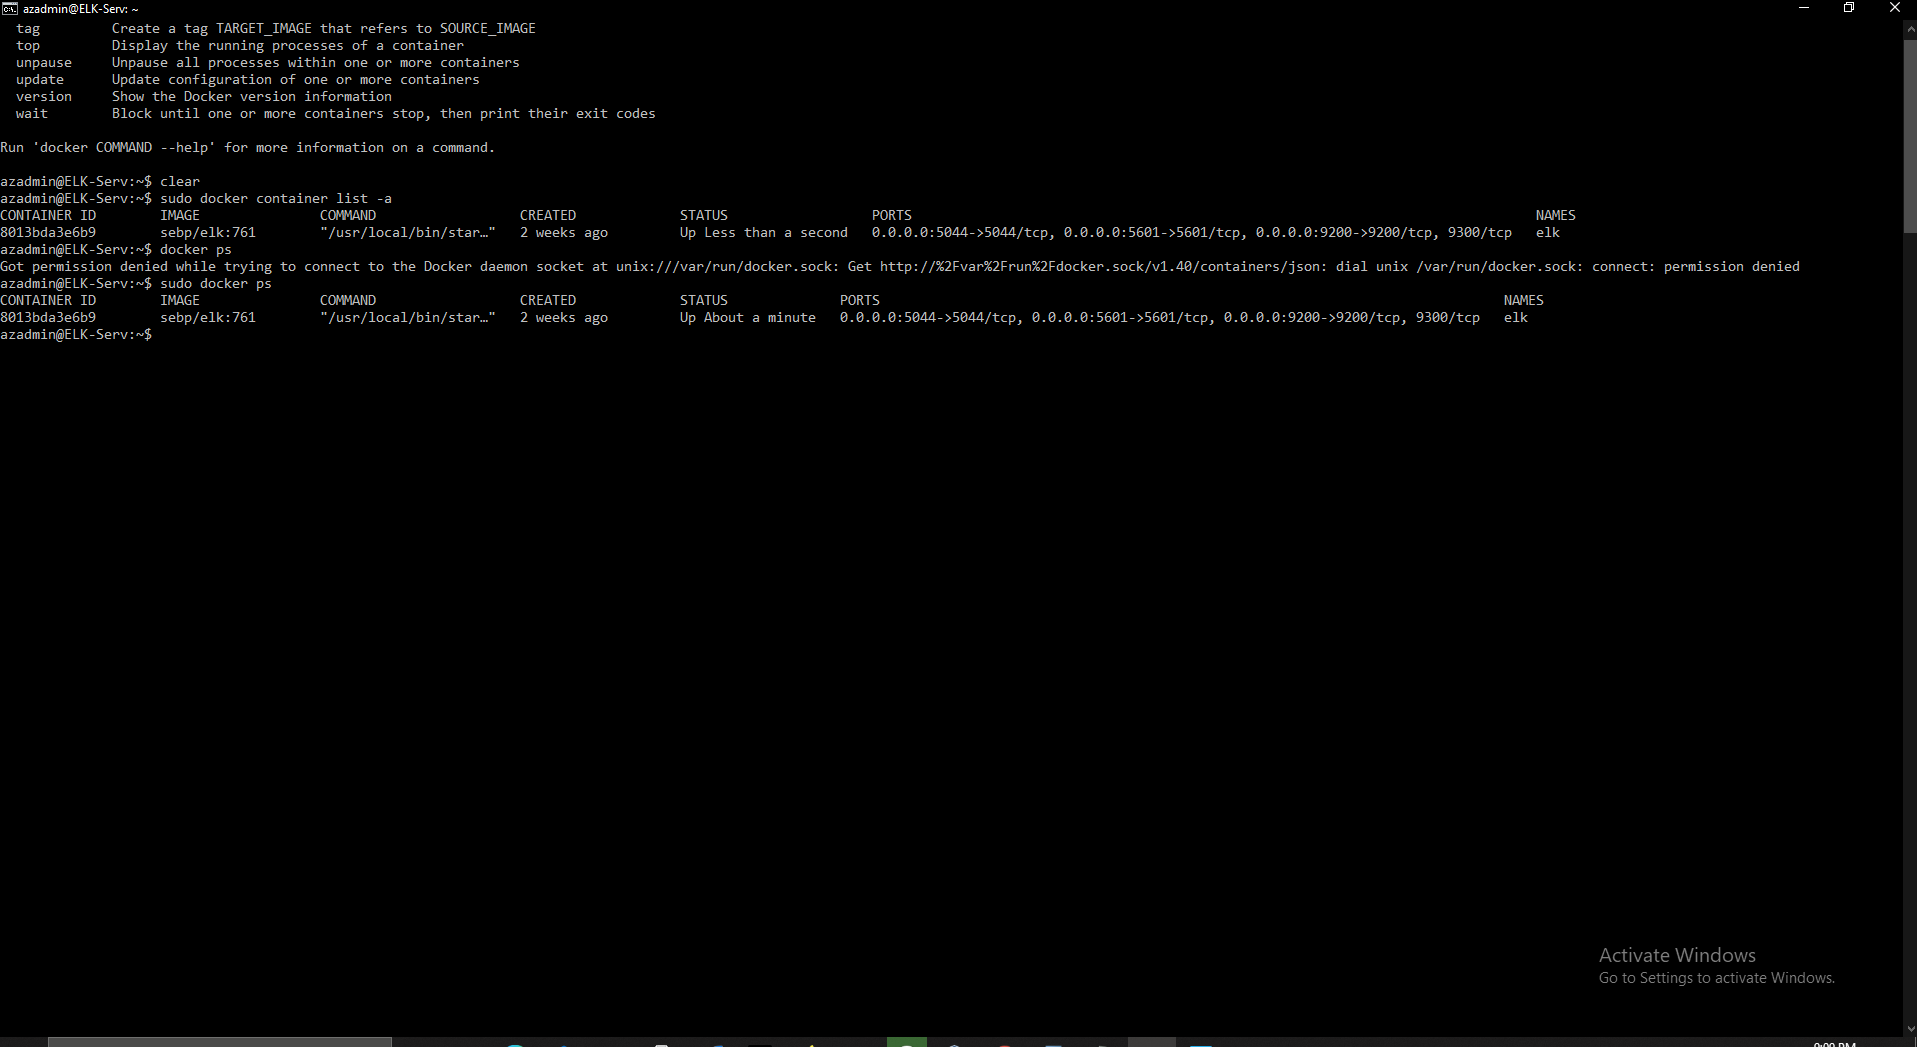 azadmin@ELK-Serv: ~
tag         Create a tag TARGET_IMAGE that refers to SOURCE_IMAGE
top         Display the running processes of a container
unpause     Unpause all processes within one or more containers
update      Update configuration of one or more containers
version     Show the Docker version information
wait        Block until one or more containers stop, then print their exit codes
Run 'docker COMMAND --help' for more information on a command.
azadmin@ELK-Serv:~$ clear
azadmin@ELK-Serv:~$ sudo docker container list -a
CONTAINER ID        IMAGE               COMMAND                  CREATED             STATUS                  PORTS                                                                              NAMES
8013bda3e6b9        sebp/elk:761        "/usr/local/bin/star…"   2 weeks ago         Up Less than a second   0.0.0.0:5044->5044/tcp, 0.0.0.0:5601->5601/tcp, 0.0.0.0:9200->9200/tcp, 9300/tcp   elk
azadmin@ELK-Serv:~$ docker ps
Got permission denied while trying to connect to the Docker daemon socket at unix:///var/run/docker.sock: Get http://%2Fvar%2Frun%2Fdocker.sock/v1.40/containers/json: dial unix /var/run/docker.sock: connect: permission denied
azadmin@ELK-Serv:~$ sudo docker ps
CONTAINER ID        IMAGE               COMMAND                  CREATED             STATUS              PORTS                                                                              NAMES
8013bda3e6b9        sebp/elk:761        "/usr/local/bin/star…"   2 weeks ago         Up About a minute   0.0.0.0:5044->5044/tcp, 0.0.0.0:5601->5601/tcp, 0.0.0.0:9200->9200/tcp, 9300/tcp   elk
azadmin@ELK-Serv:~$
Activate Windows
Go to Settings to activate Windows.